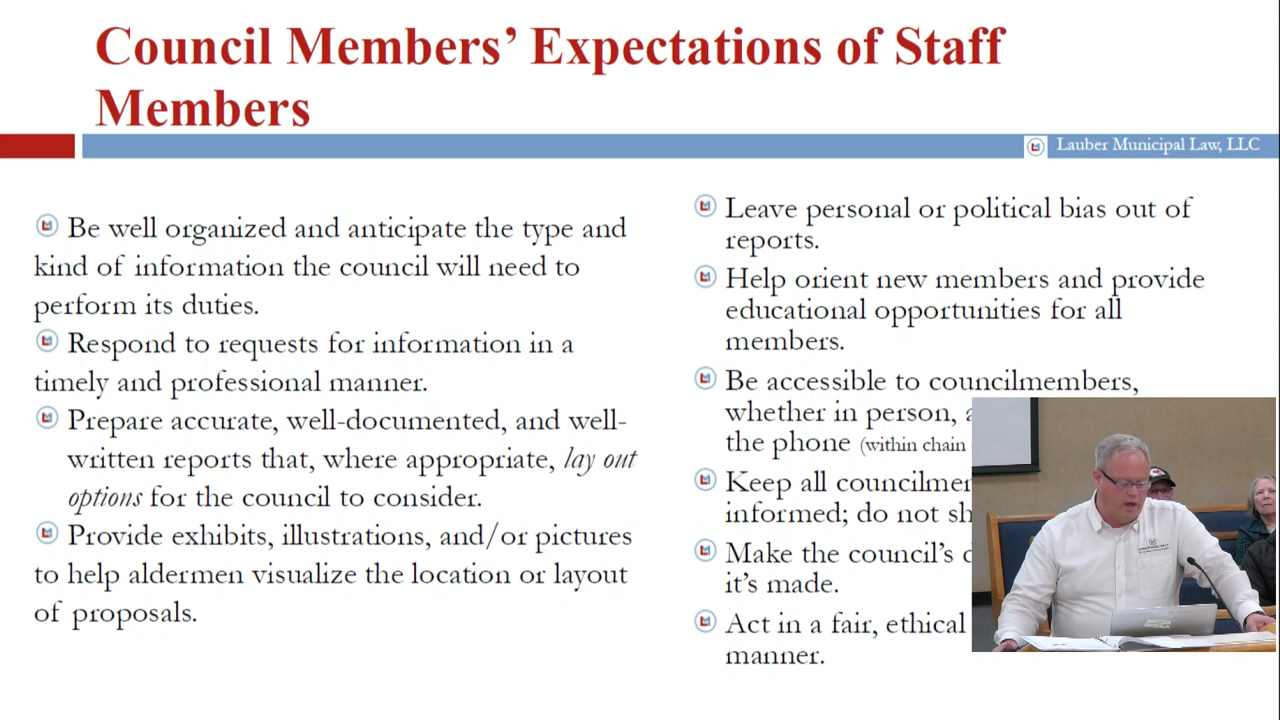 Council Members’ Expectations of Staff
Members
Lauber Municipal Law, LLC
Be well organized and anticipate the type and
kind of information the council will need to
perform its duties.
Respond to requests for information in a
timely and professional manner.
Prepare accurate, well-documented, and well-
written reports that, where appropriate, lay out
options for the council to consider.
Provide exhibits, illustrations, and/or pictures
to help aldermen visualize the location or layout
of proposals.
Leave personal or political bias out of
reports.
Help orient new members and provide
educational opportunities for all
members.
Be accessible to councilmembers,
whether in person,
the phone (within chain
Keep all
informed; do not
Make the council’s
it’s made.
Act in a fair, ethical
manner.